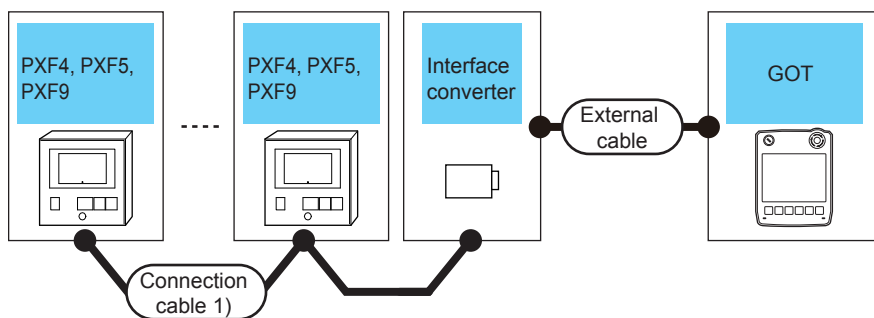 PXF4, PXF5,
PXF9
PXF4, PXF5,
PXF9
Interface
converter
GOT
External
cable
Connection
cable 1)